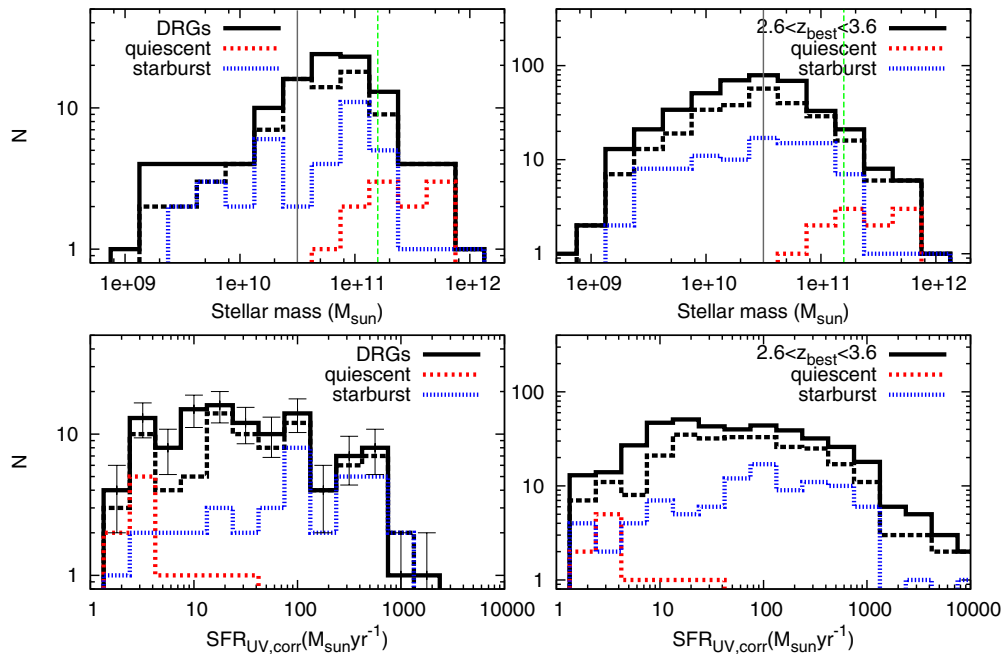 DRGs
quiescent
starburst
N
10
1
1e+09 1e+10 1e+11 1e+12
Stellar mass (M_sun)
2.6<z_best<3.6
quiescent
starburst
100
10
1
1e+09 1e+10 1e+11 1e+12
Stellar mass (M_sun)
DRGs
quiescent
starburst
N
10
1
1 10 100 1000 10000
SFR_UV,corr(M_sun yr^-1)
2.6<z_best<3.6
quiescent
starburst
100
10
1
1 10 100 1000 10000
SFR_UV,corr(M_sun yr^-1)